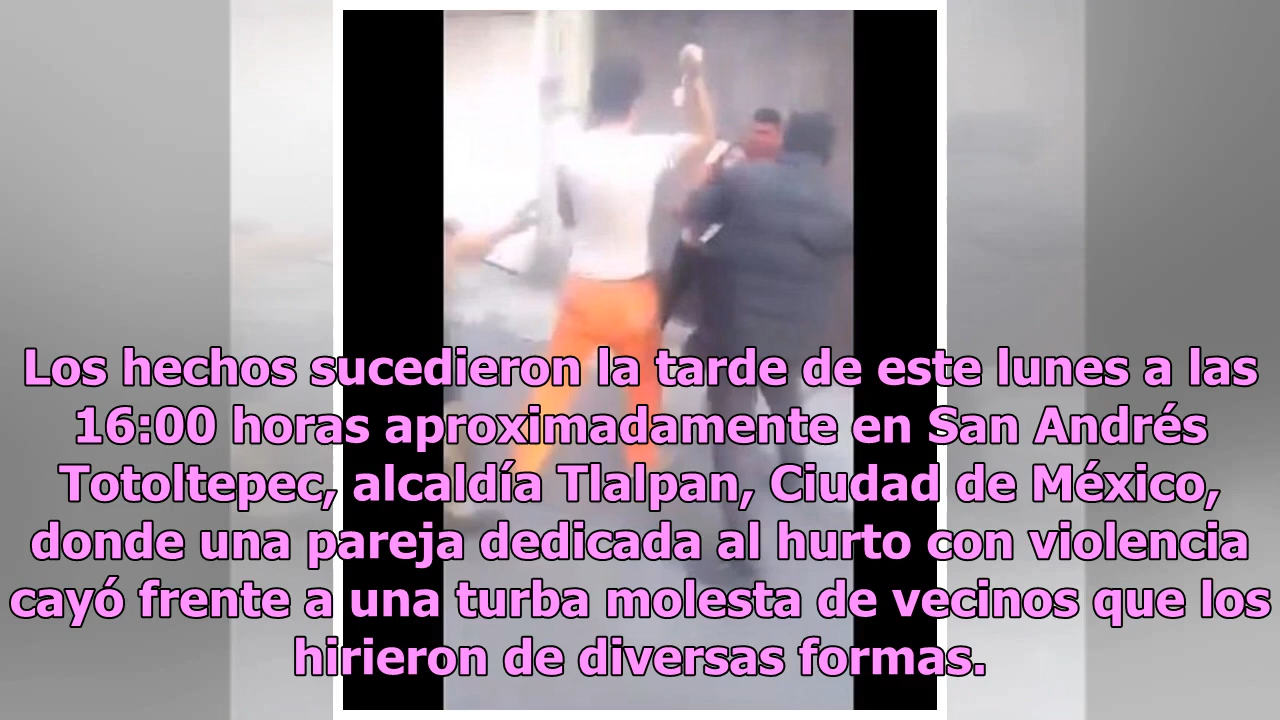 Los hechos sucedieron la tarde de este lunes a las
16:00 horas aproximadamente en San Andrés
Totoltepec, alcaldía Tlalpan, Ciudad de México,
donde una pareja dedicada al hurto con violencia
cayó frente a una turba molesta de vecinos que los
hirieron de diversas formas.